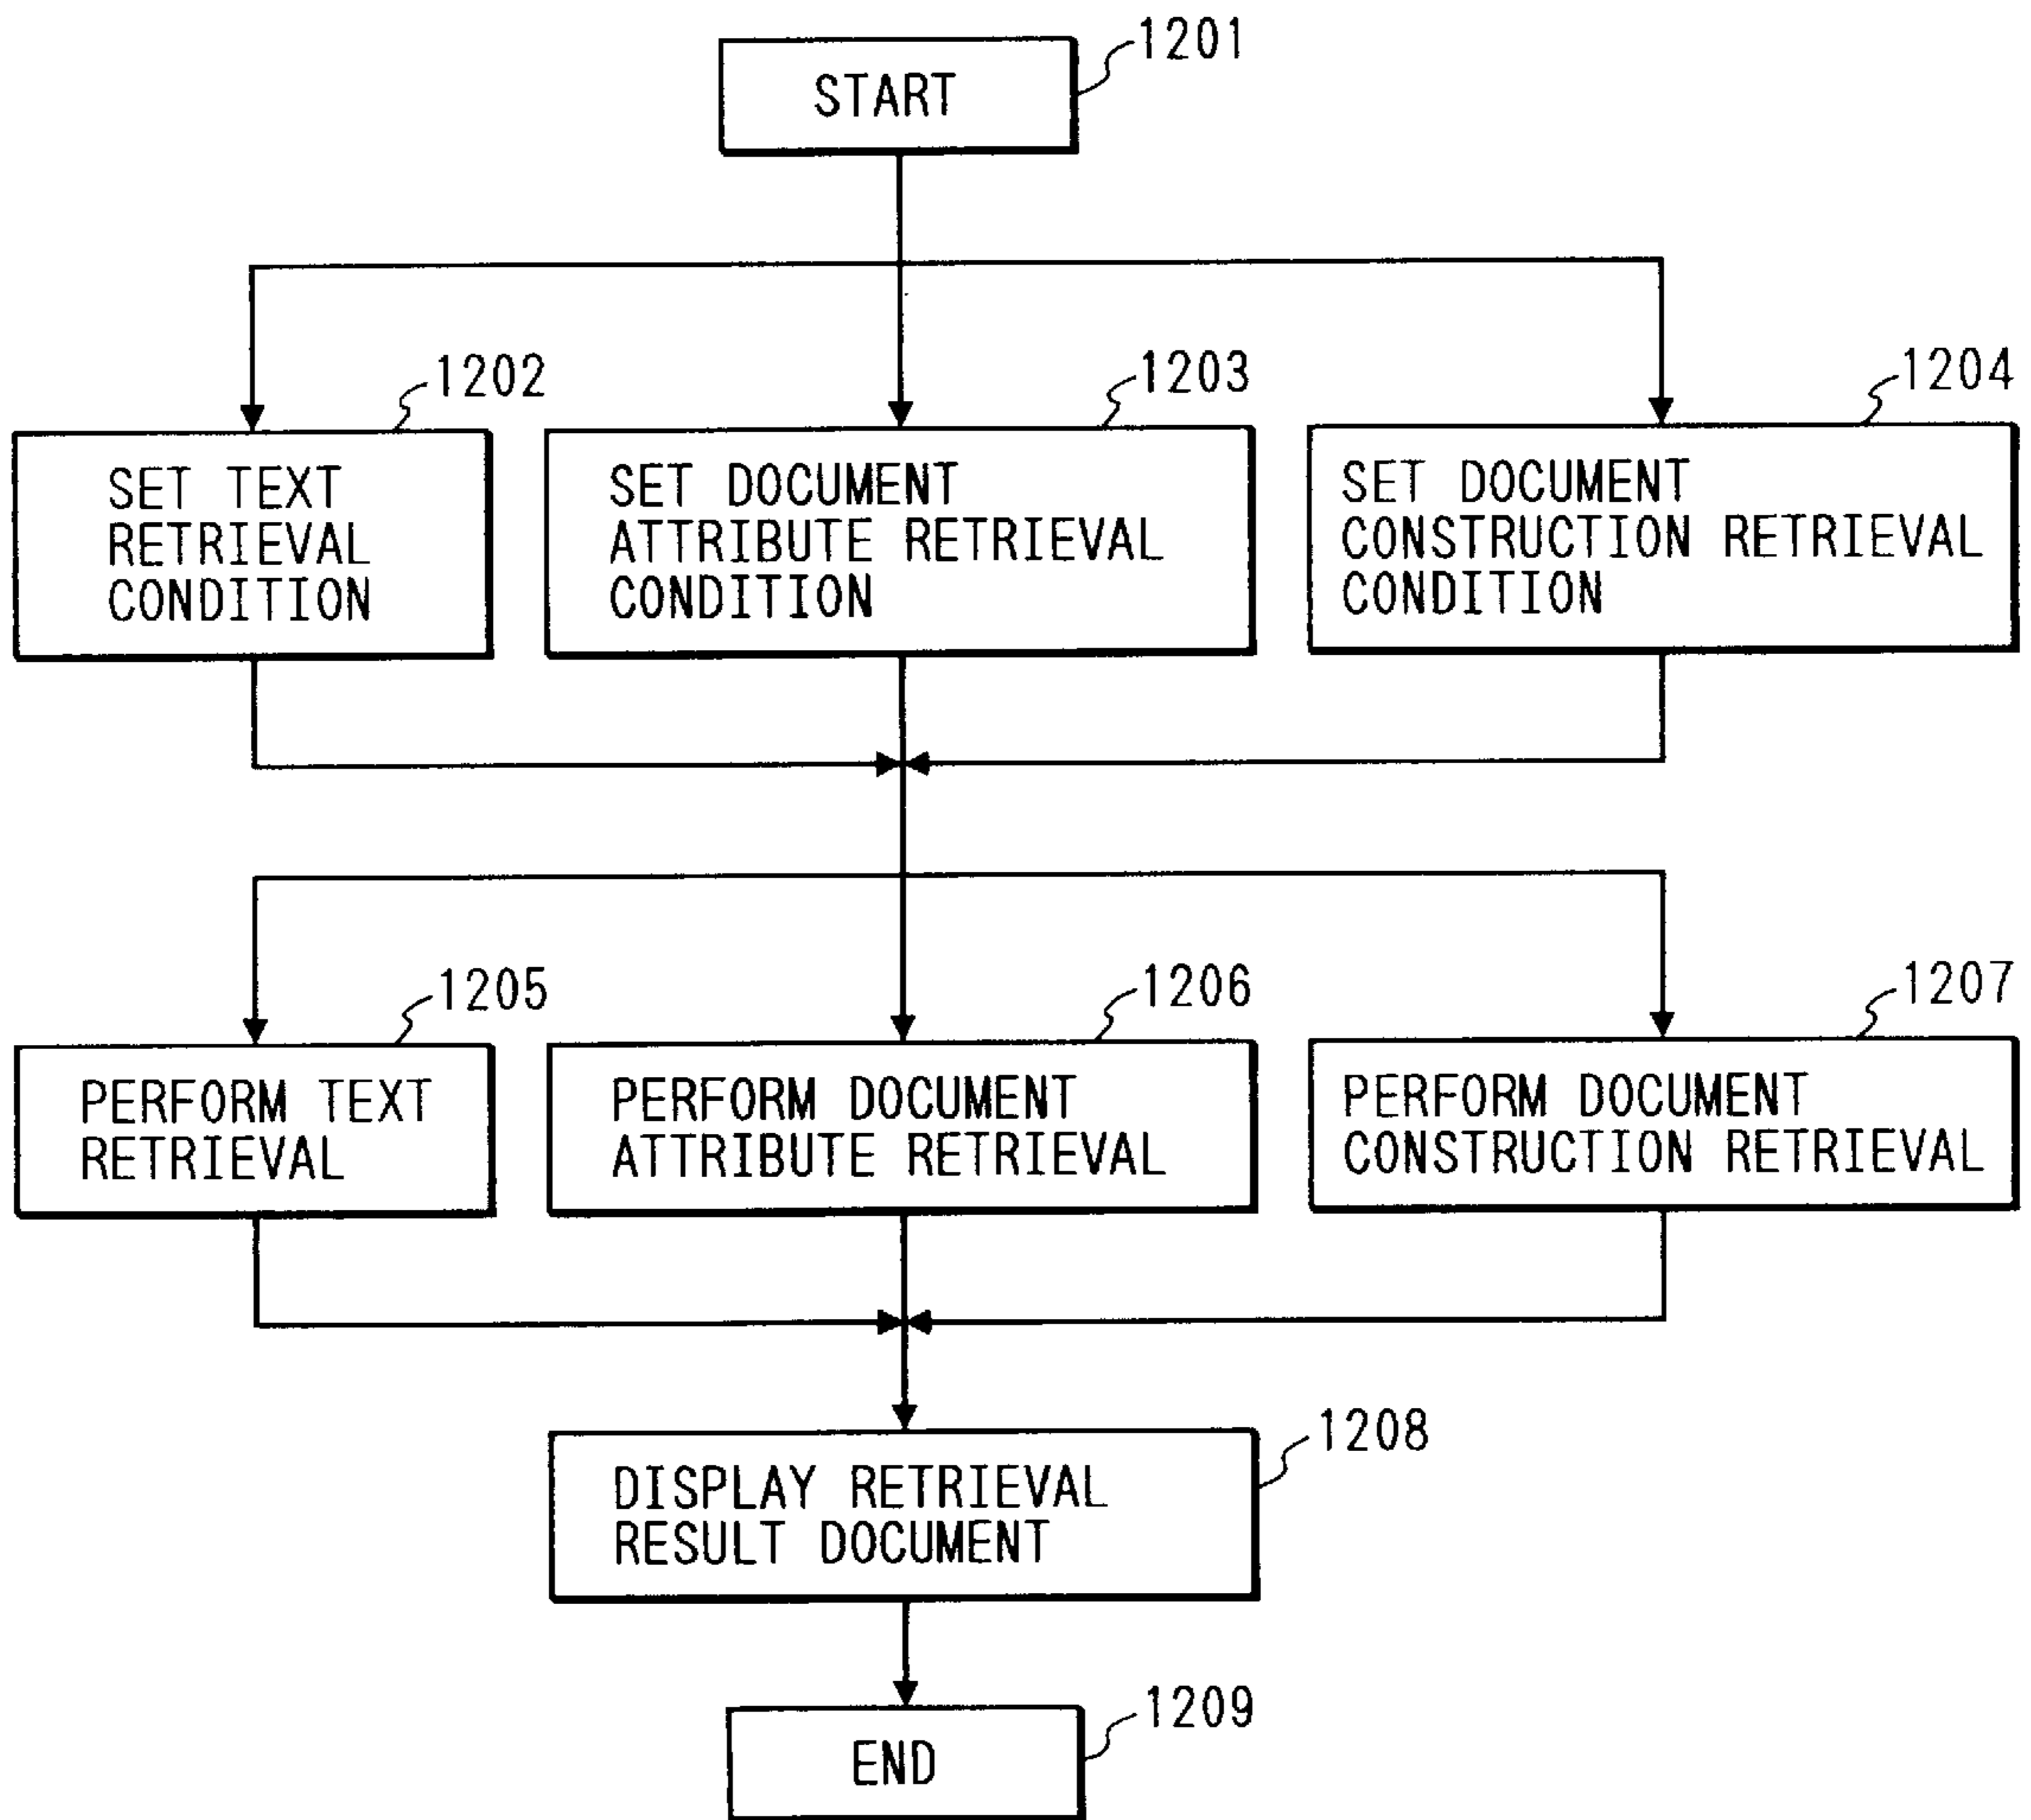 1201
START
1202
SET TEXT
RETRIEVAL
CONDITION
1203
SET DOCUMENT
ATTRIBUTE RETRIEVAL
CONDITION
1204
SET DOCUMENT
CONSTRUCTION RETRIEVAL
CONDITION
1205
PERFORM TEXT
RETRIEVAL
1206
PERFORM DOCUMENT
ATTRIBUTE RETRIEVAL
1207
PERFORM DOCUMENT
CONSTRUCTION RETRIEVAL
1208
DISPLAY RETRIEVAL
RESULT DOCUMENT
1209
END